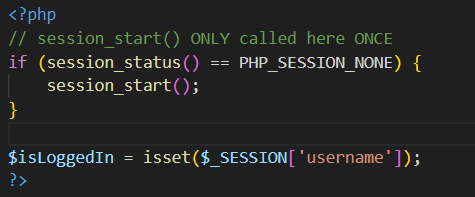 <?php
// session_start() ONLY called here ONCE
if (session_status() == PHP_SESSION_NONE) {
    session_start();
}
$isLoggedIn = isset($_SESSION['username']);
?>